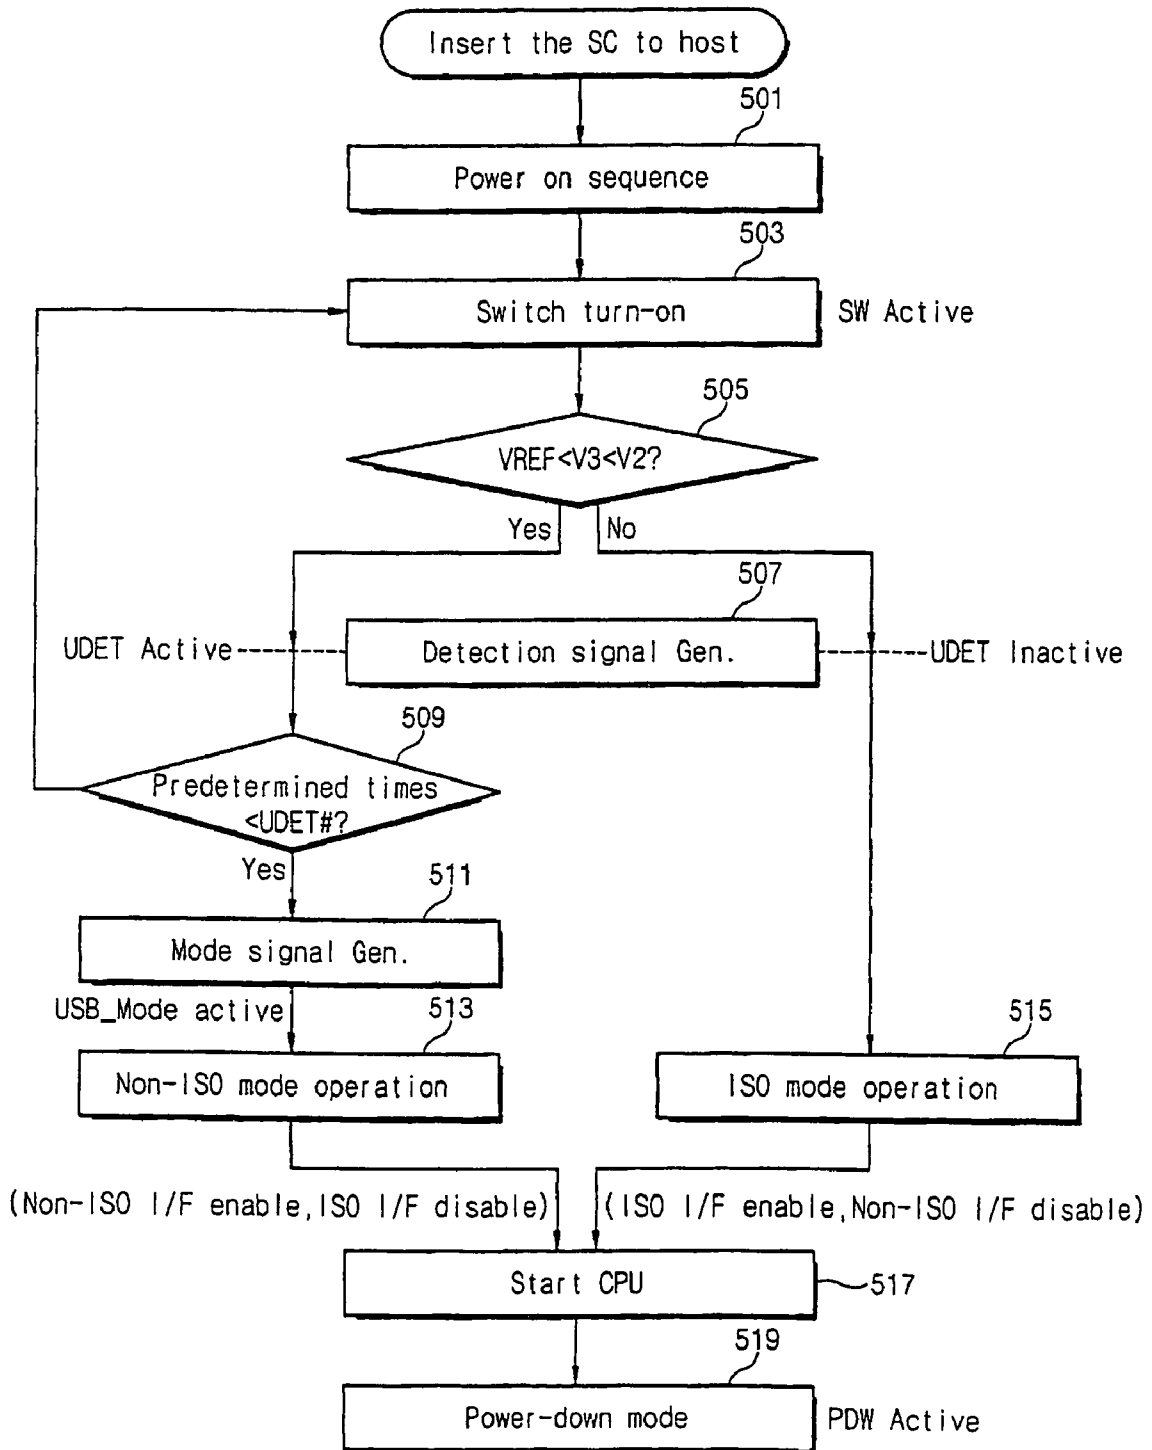 Insert the SC to host
501
Power on sequence
503
Switch turn-on
SW Active
505
VREF<V3<V2?
Yes
No
507
UDET Active
Detection signal Gen.
UDET Inactive
509
Predetermined times
<UDET#?
Yes
511
Mode signal Gen.
USB_Mode active
513
515
Non-ISO mode operation
ISO mode operation
(Non-ISO I/F enable,ISO I/F disable)
(ISO I/F enable,Non-ISO I/F disable)
Start CPU
517
519
Power-down mode
PDW Active